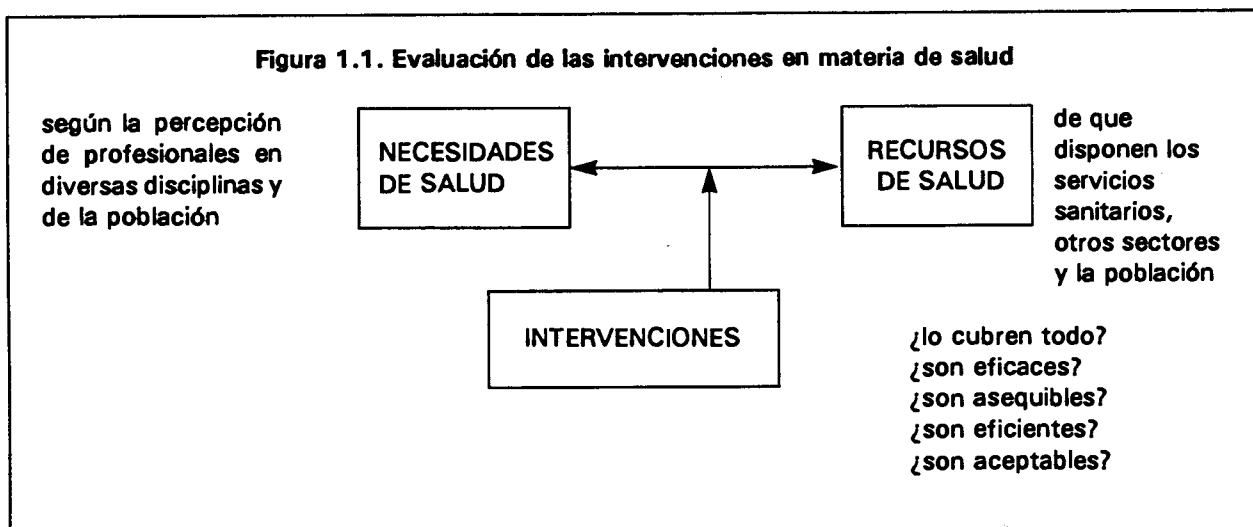 Figura 1.1. Evaluación de las intervenciones en materia de salud
según la percepción
de profesionales en
diversas disciplinas y
de la población
NECESIDADES
DE SALUD
RECURSOS
DE SALUD
de que
disponen los
servicios
sanitarios,
otros sectores
y la población
INTERVENCIONES
¿lo cubren todo?
¿son eficaces?
¿son asequibles?
¿son eficientes?
¿son aceptables?